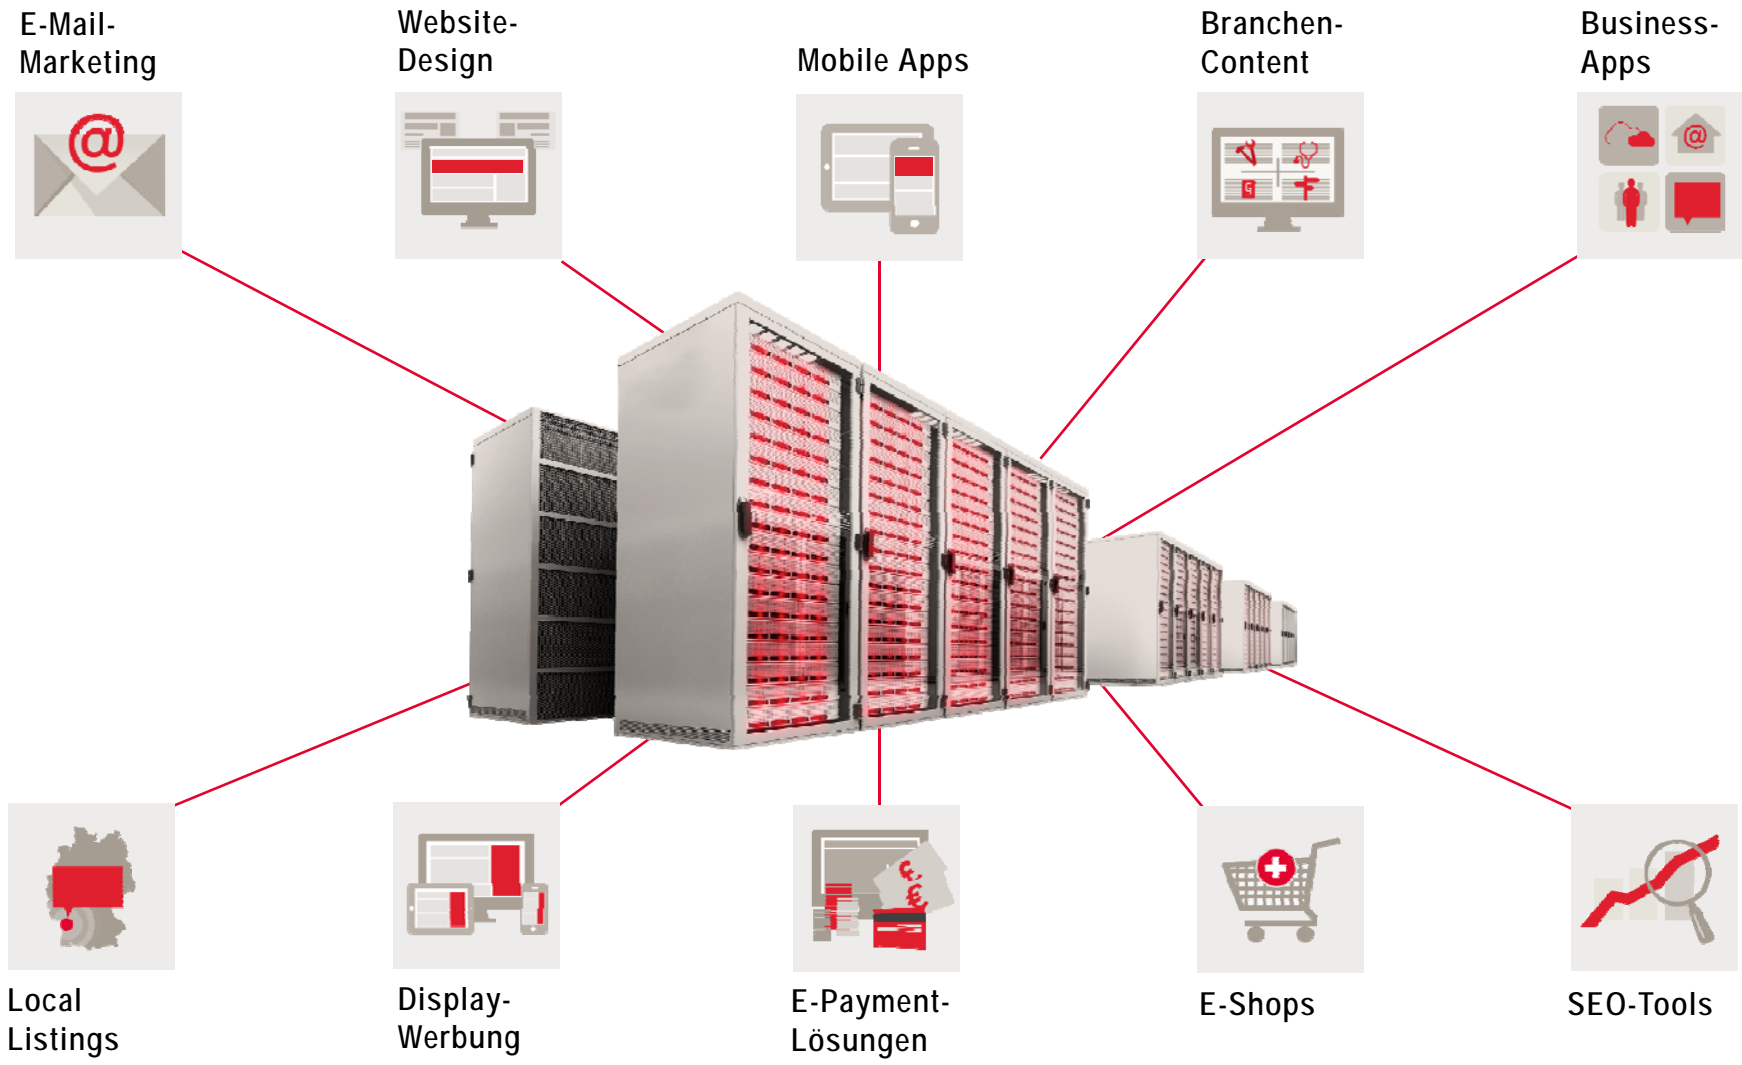 E-Mail-
Marketing
Website-
Design
Mobile Apps
Branchen-
Content
Business-
Apps
@
@
Local
Listings
Display-
Werbung
E-Payment-
Lösungen
E-Shops
SEO-Tools